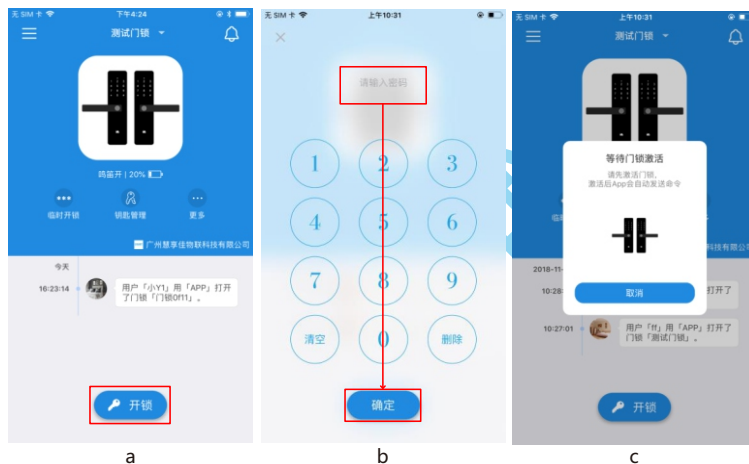 无 SIM 卡
下午4:24
测试门锁
鸣笛开 | 20%
临时开锁
钥匙管理
更多
广州慧享佳物联科技有限公司
今天
16:23:14
用户「小Y1」用「APP」打开
了门锁「门锁0f11」。
开锁
a
无 SIM 卡
上午10:31
请输入密码
1
2
3
4
5
6
7
8
9
清空
0
删除
确定
b
无 SIM 卡
上午10:31
测试门锁
等待门锁激活
请先激活门锁,
激活后App会自动发送命令
取消
科技有限公司
2018-11-
10:28:
打开了
10:27:01
用户「ff」用「APP」打开了
门锁「测试门锁」。
开锁
c